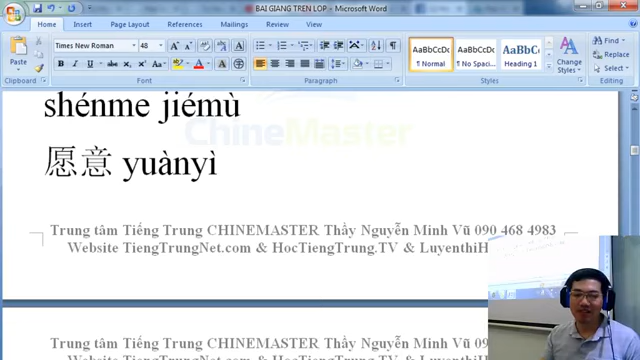 BAI GIANG TREN LOP - Microsoft Word
Home Insert Page Layout References Mailings Review View
Paste Times New Roman 48 AaBbCcDc AaBbCcDc AaBbCc Find
Replace
¶ Normal ¶ No Spaci... Heading 1 Change Styles Select
Clipboard Font Paragraph Styles Editing
shénme jiémù
ChineMaster
愿意 yuànyì
Trung tâm Tiếng Trung CHINEMASTER Thầy Nguyễn Minh Vũ 090 468 4983
Website TiengTrungNet.com & HocTiengTrung.TV & LuyenthiH
Trung tâm Tiếng Trung CHINEMASTER Thầy Nguyễn Minh Vũ 090